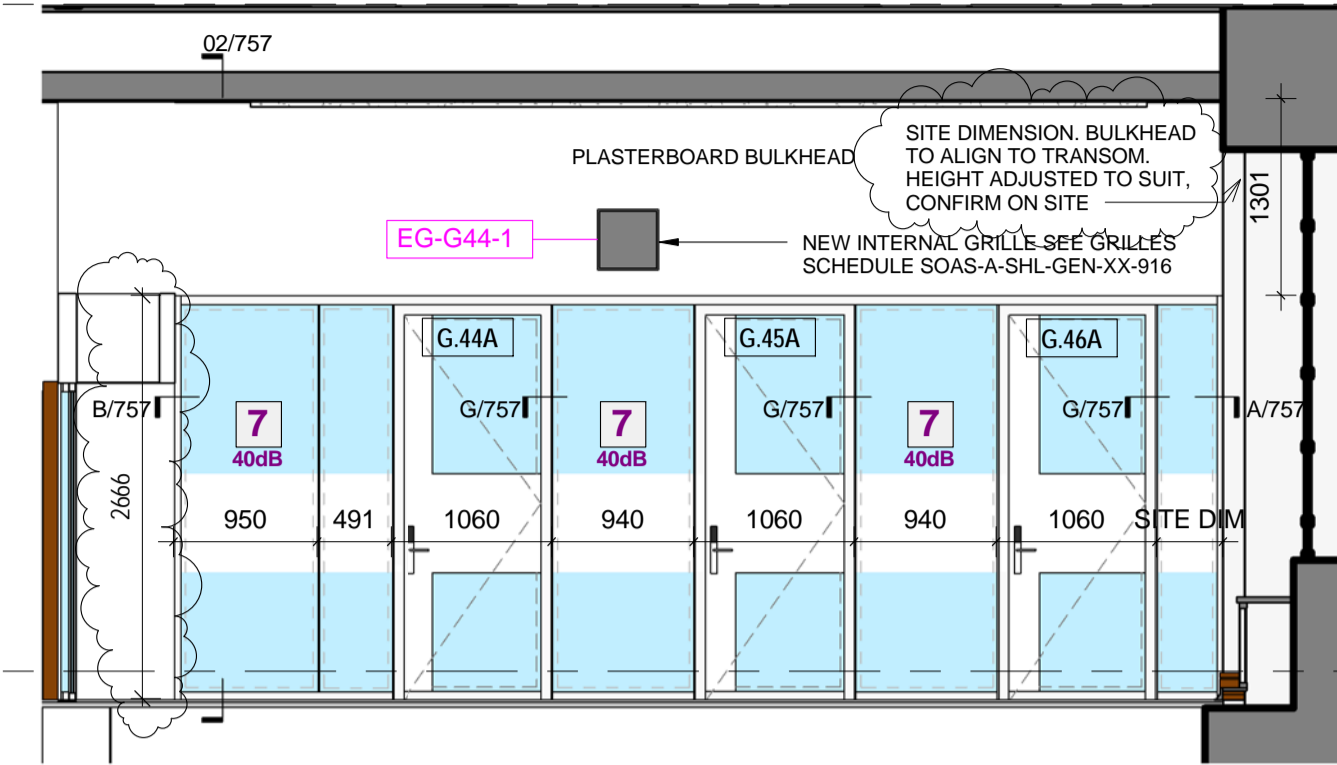 02/757
SITE DIMENSION. BULKHEAD
TO ALIGN TO TRANSOM.
HEIGHT ADJUSTED TO SUIT,
CONFIRM ON SITE
PLASTERBOARD BULKHEAD
1301
EG-G44-1
NEW INTERNAL GRILLE SEE GRILLES
SCHEDULE SOAS-A-SHL-GEN-XX-916
G.44A
G.45A
G.46A
B/757
G/757
G/757
G/757
A/757
7
40dB
7
40dB
7
40dB
2666
950
491
1060
940
1060
940
1060
SITE DIM